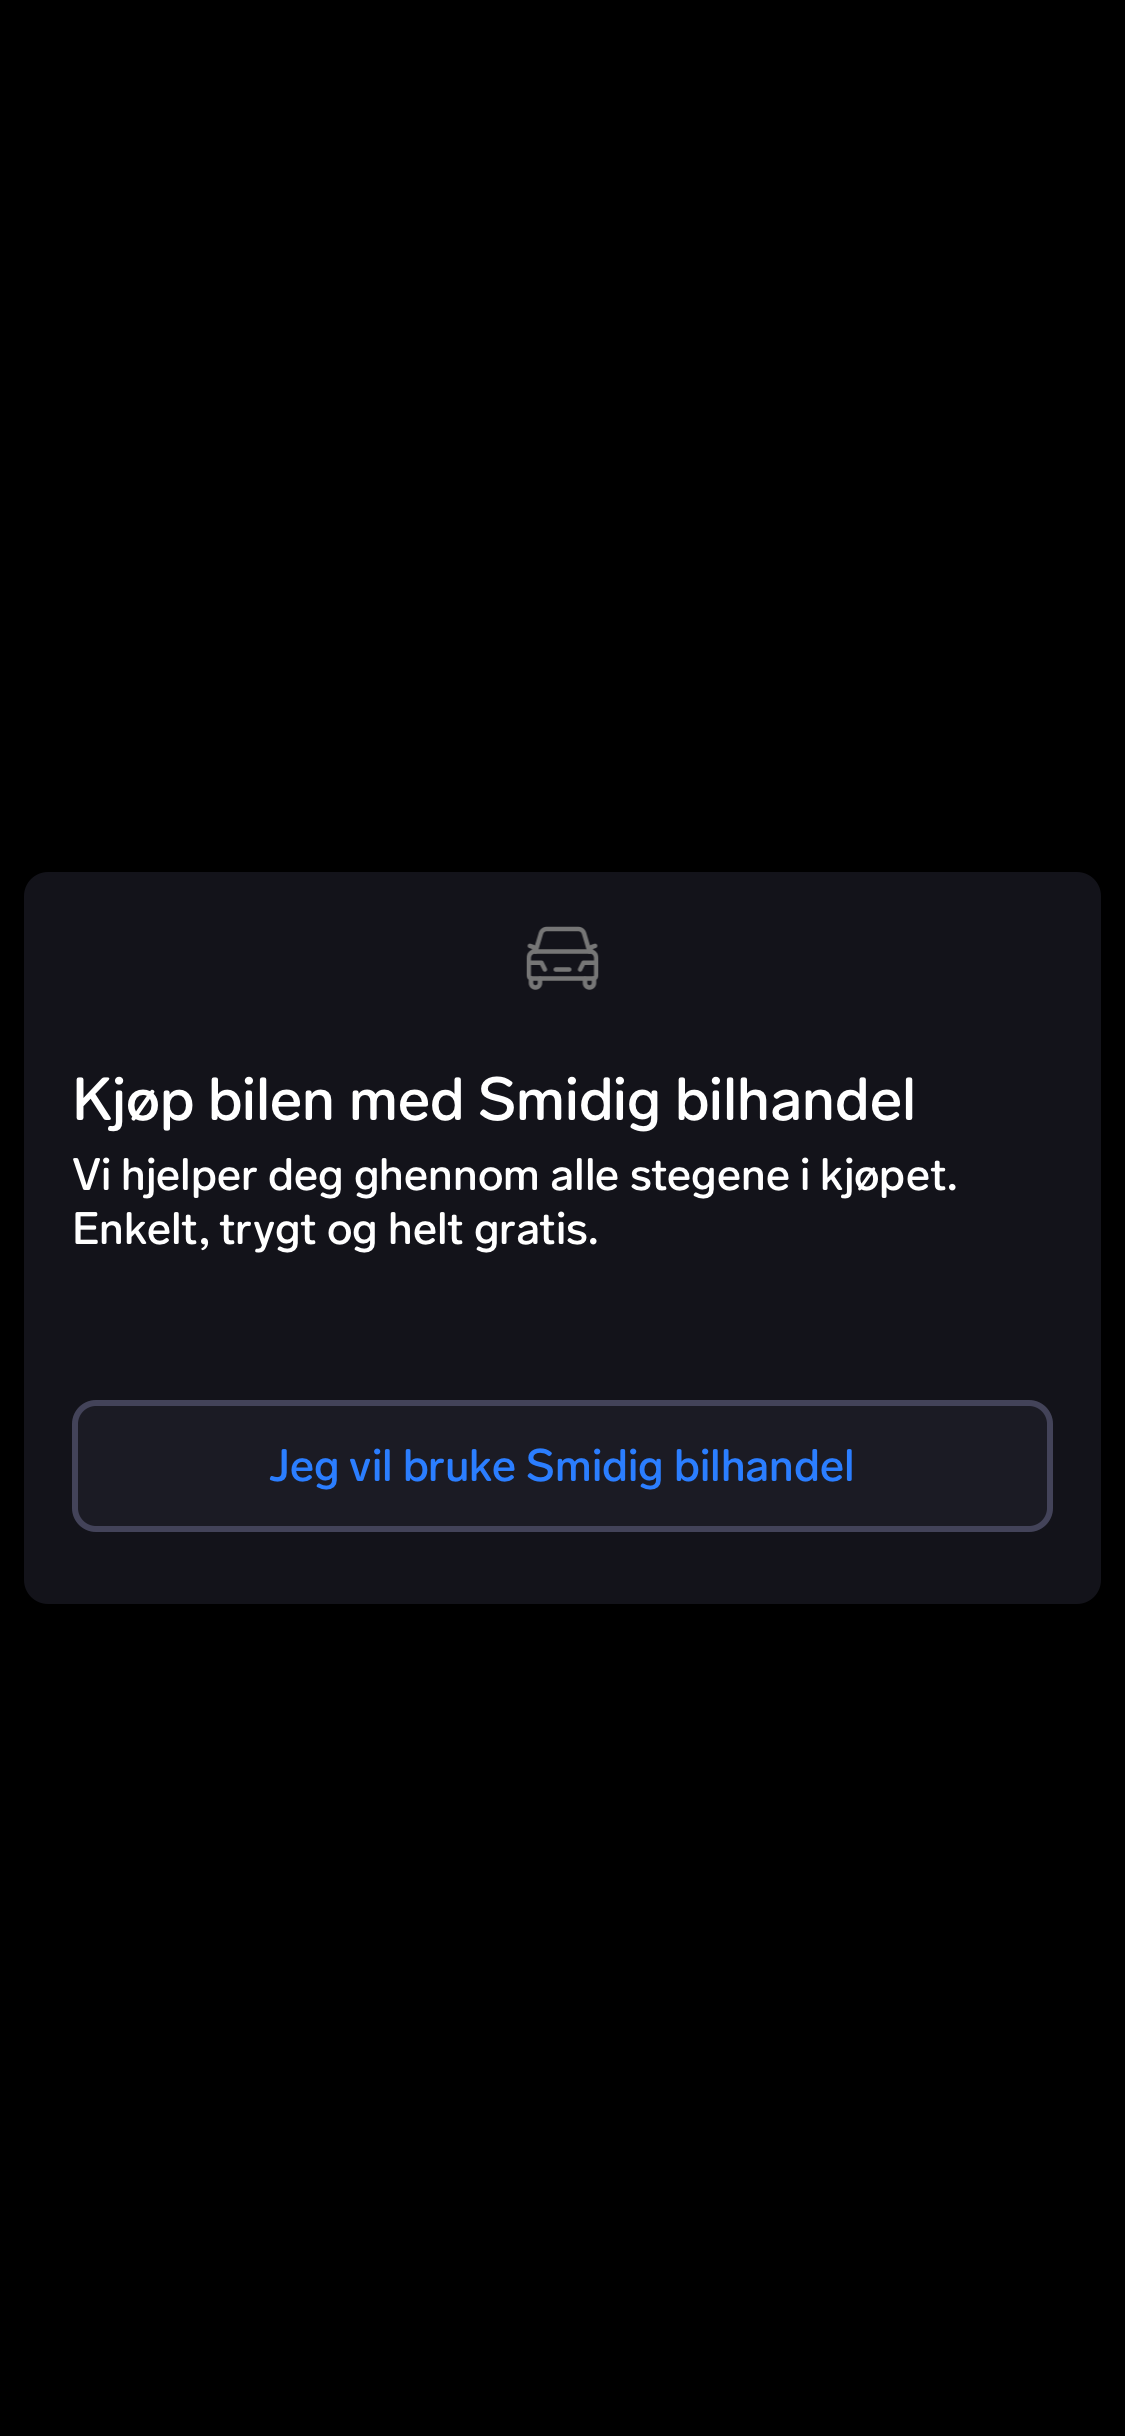 Kjøp bilen med Smidig bilhandel
Vi hjelper deg ghennom alle stegene i kjøpet.
Enkelt, trygt og helt gratis.
Jeg vil bruke Smidig bilhandel